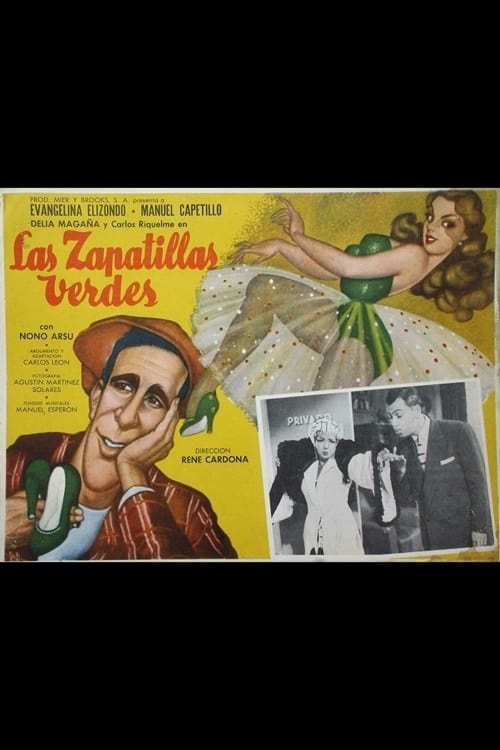 PROD. MIER Y BROOKS, S. A. presenta a
EVANGELINA ELIZONDO - MANUEL CAPETILLO
DELIA MAGAÑA y Carlos Riquelme en
Las Zapatillas
Verdes
con
NONO ARSU
ARGUMENTO Y
ADAPTACION
CARLOS LEON
FOTOGRAFIA
AGUSTIN MARTINEZ
SOLARES
FONDOS MUSICALES
MANUEL ESPERON
DIRECCION
RENE CARDONA
PRIVADO